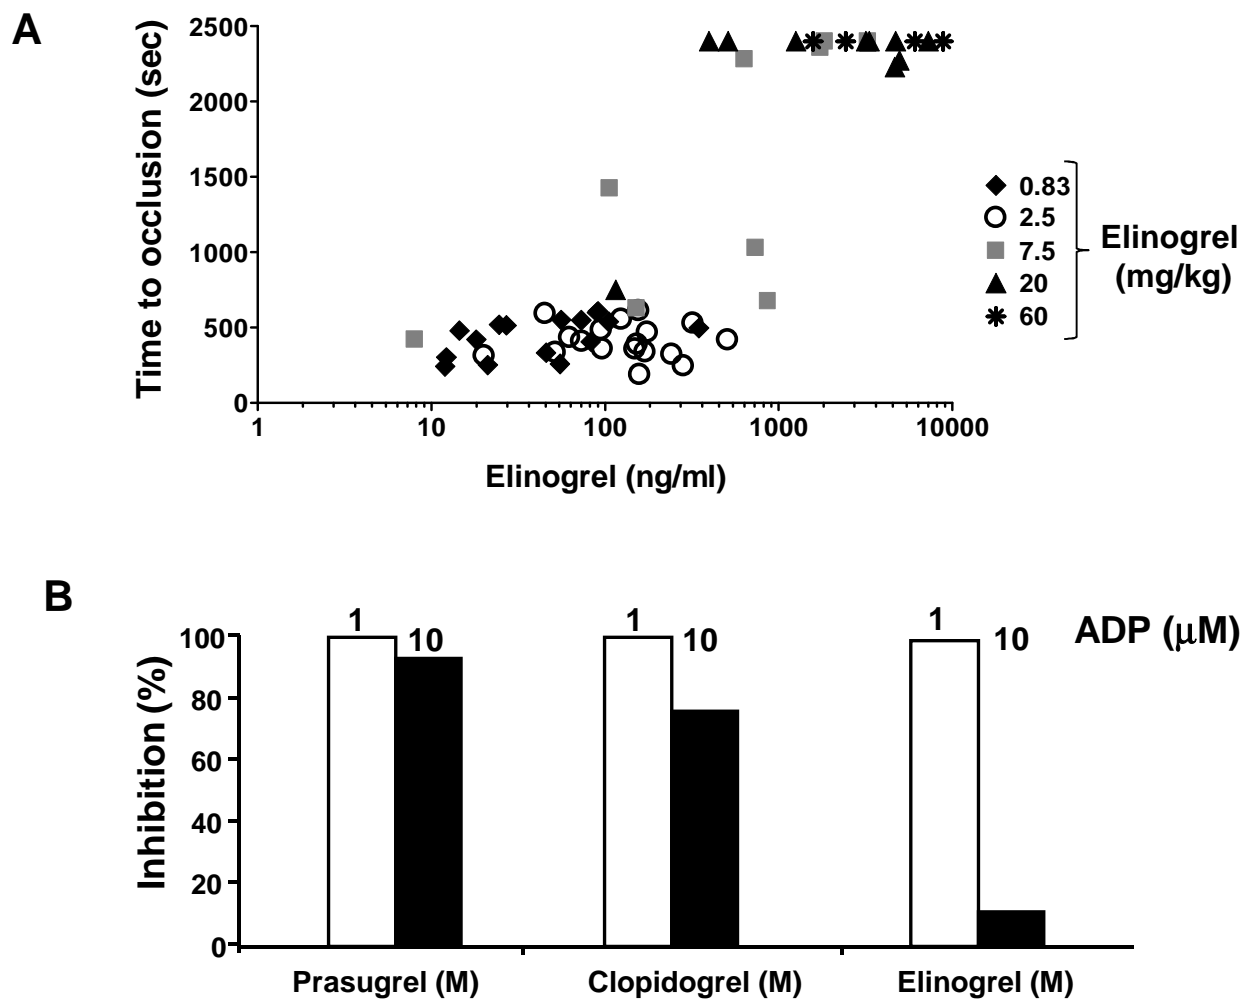 A
Time to occlusion (sec)
2500
2000
1500
1000
500
0
1 10 100 1000 10000
Elinogrel (ng/ml)
0.83
2.5
7.5
20
60
Elinogrel
(mg/kg)
B
Inhibition (%)
100
80
60
40
20
0
1 10 1 10 1 10
ADP (μM)
Prasugrel (M) Clopidogrel (M) Elinogrel (M)